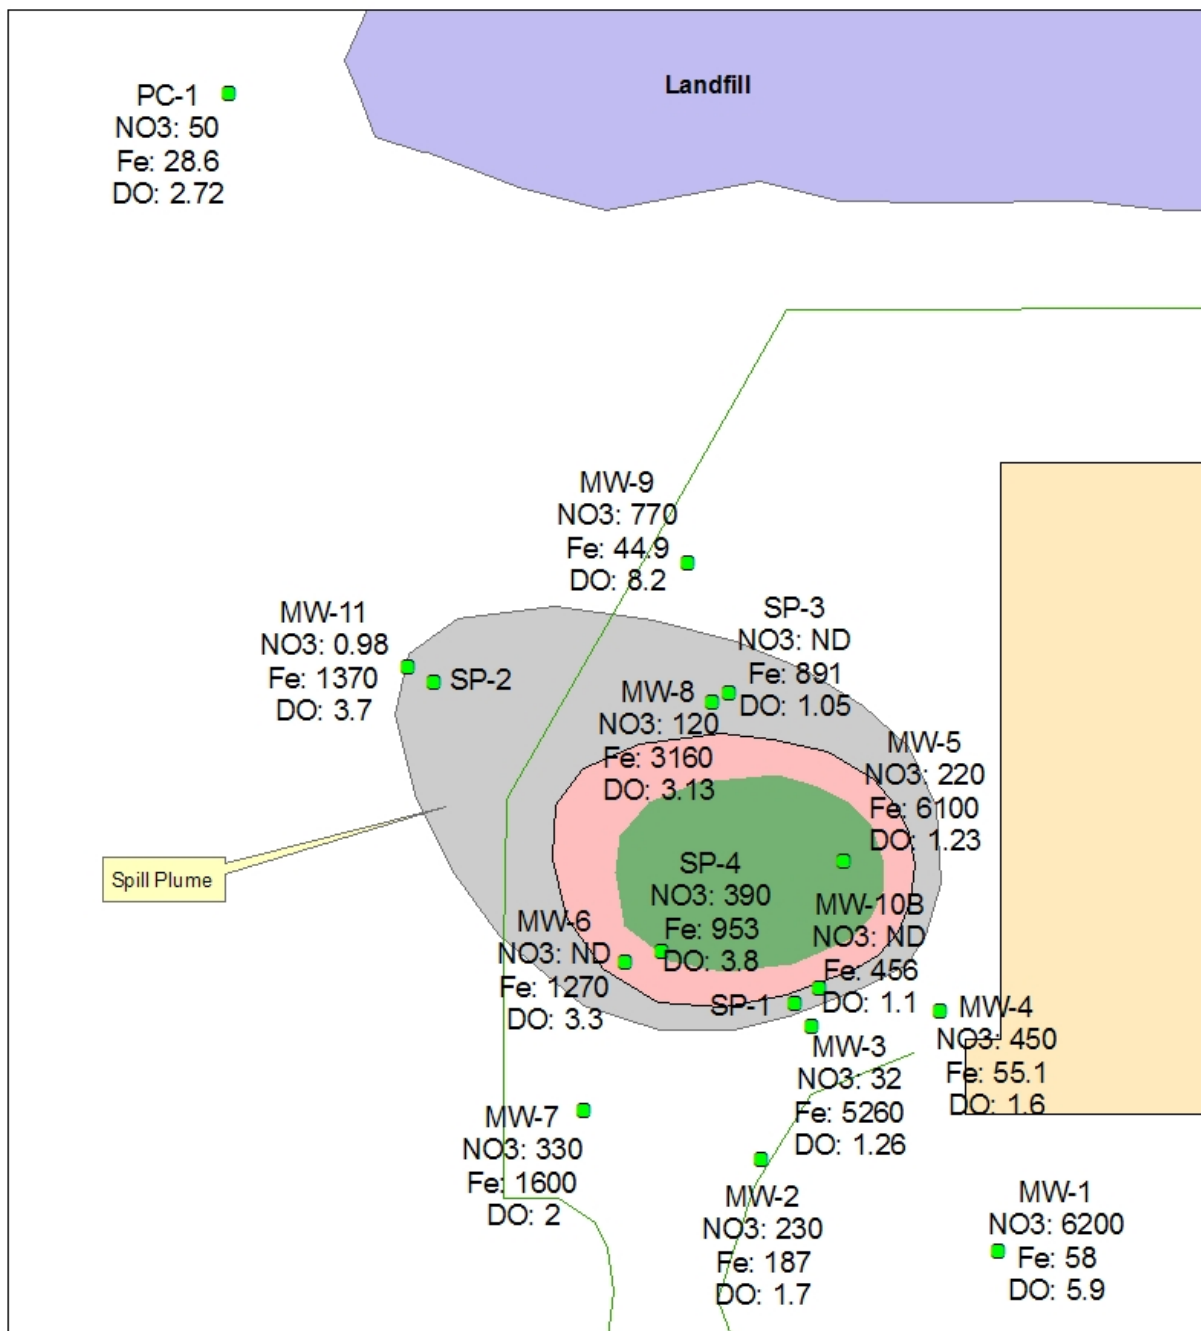 Landfill
PC-1
NO3: 50
Fe: 28.6
DO: 2.72
MW-9
NO3: 770
Fe: 44.9
DO: 8.2
SP-3
NO3: ND
Fe: 891
DO: 1.05
MW-11
NO3: 0.98
Fe: 1370
DO: 3.7
SP-2
MW-8
NO3: 120
Fe: 3160
DO: 3.13
MW-5
NO3: 220
Fe: 6100
DO: 1.23
Spill Plume
SP-4
NO3: 390
Fe: 953
DO: 3.8
MW-10B
NO3: ND
Fe: 456
DO: 1.1
MW-6
NO3: ND
Fe: 1270
DO: 3.3
SP-1
MW-4
NO3: 450
Fe: 55.1
DO: 1.6
MW-3
NO3: 32
Fe: 5260
DO: 1.26
MW-7
NO3: 330
Fe: 1600
DO: 2
MW-2
NO3: 230
Fe: 187
DO: 1.7
MW-1
NO3: 6200
Fe: 58
DO: 5.9